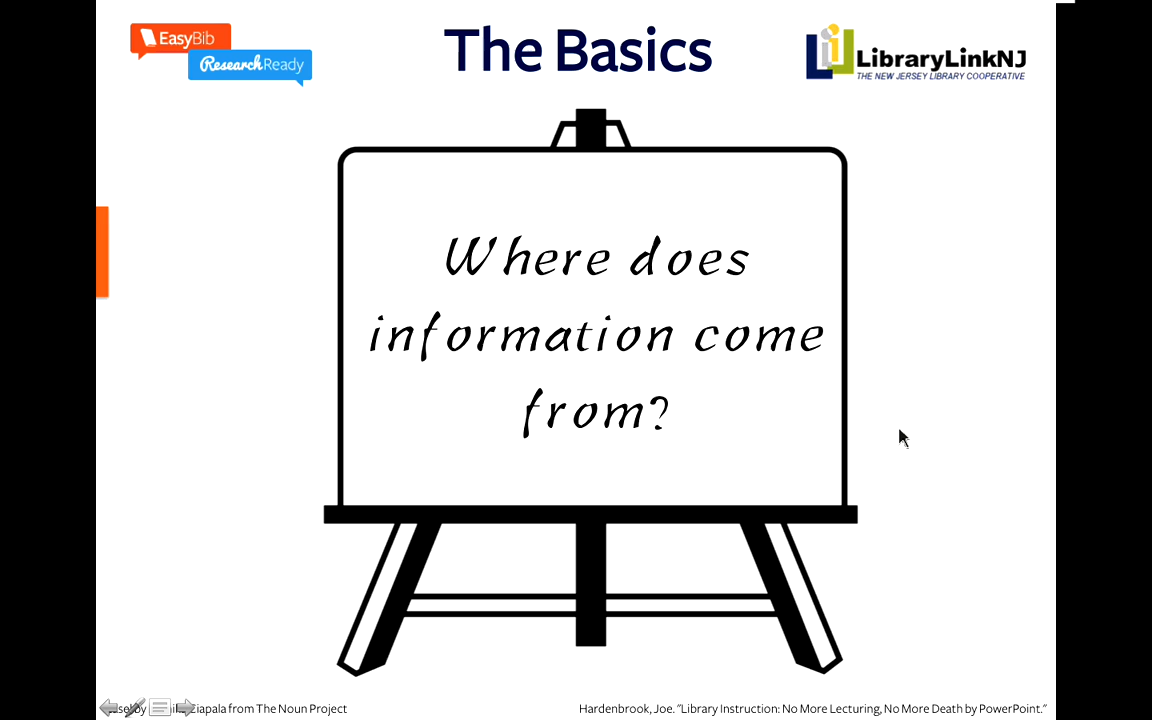 EasyBib
ResearchReady
The Basics
LibraryLinkNJ
THE NEW JERSEY LIBRARY COOPERATIVE
Where does
information come
from?
by Ziapala from The Noun Project
Hardenbrook, Joe. "Library Instruction: No More Lecturing, No More Death by PowerPoint."